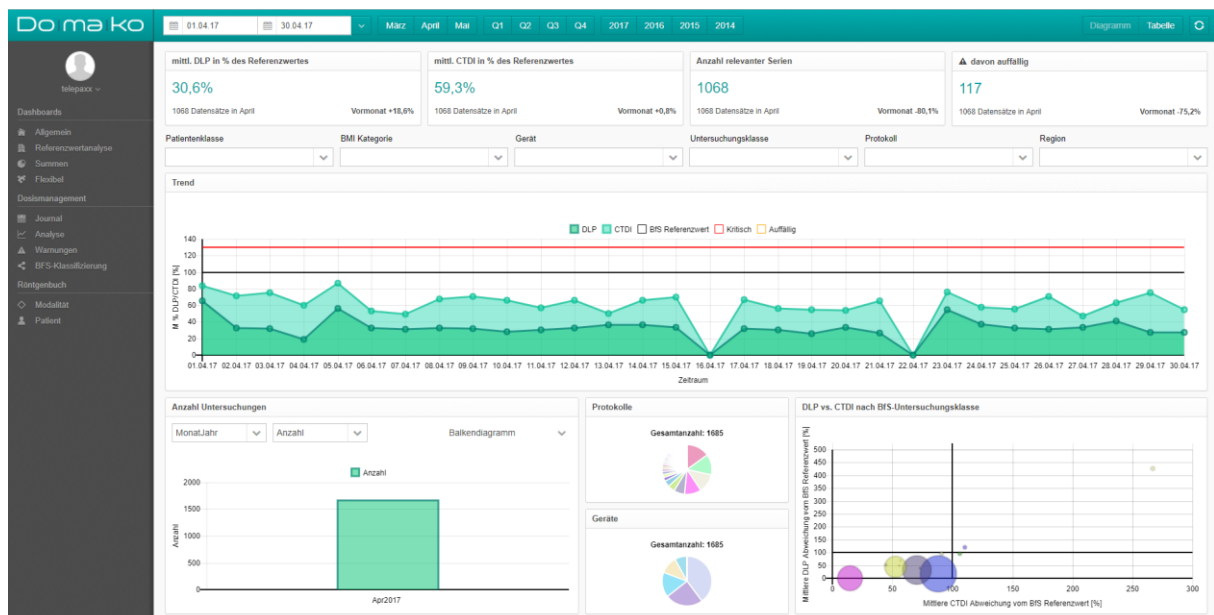 Domako
01.04.17 30.04.17 März April Mai Q1 Q2 Q3 Q4 2017 2016 2015 2014 Diagramm Tabelle
telepaxx
Dashboards
Allgemein
Referenzwertanalyse
Summen
Flexibel
Dosismanagement
Journal
Analyse
Warnungen
BFS-Klassifizierung
Röntgenbuch
Modalität
Patient
mittl. DLP in % des Referenzwertes
30,6%
1068 Datensätze in April Vormonat +18,6%
mittl. CTDI in % des Referenzwertes
59,3%
1068 Datensätze in April Vormonat +0,8%
Anzahl relevanter Serien
1068
1068 Datensätze in April Vormonat -80,1%
davon auffällig
117
1068 Datensätze in April Vormonat -75,2%
Patientenklasse BMI Kategorie Gerät Untersuchungsklasse Protokoll Region
Trend
DLP CTDI BfS Referenzwert Kritisch Auffällig
M % DLP/CTDI [%]
140
120
100
80
60
40
20
0
01.04.17 02.04.17 03.04.17 04.04.17 05.04.17 06.04.17 07.04.17 08.04.17 09.04.17 10.04.17 11.04.17 12.04.17 13.04.17 14.04.17 15.04.17 16.04.17 17.04.17 18.04.17 19.04.17 20.04.17 21.04.17 22.04.17 23.04.17 24.04.17 25.04.17 26.04.17 27.04.17 28.04.17 29.04.17 30.04.17
Zeitraum
Anzahl Untersuchungen
MonatJahr Anzahl Balkendiagramm
Anzahl
Anzahl
2000
1500
1000
500
0
Apr2017
Protokolle
Gesamtanzahl: 1685
Geräte
Gesamtanzahl: 1685
DLP vs. CTDI nach BfS-Untersuchungsklasse
Mittlere DLP Abweichung vom BfS Referenzwert [%]
500
450
400
350
300
250
200
150
100
50
0
0 50 100 150 200 250 300
Mittlere CTDI Abweichung vom BfS Referenzwert [%]